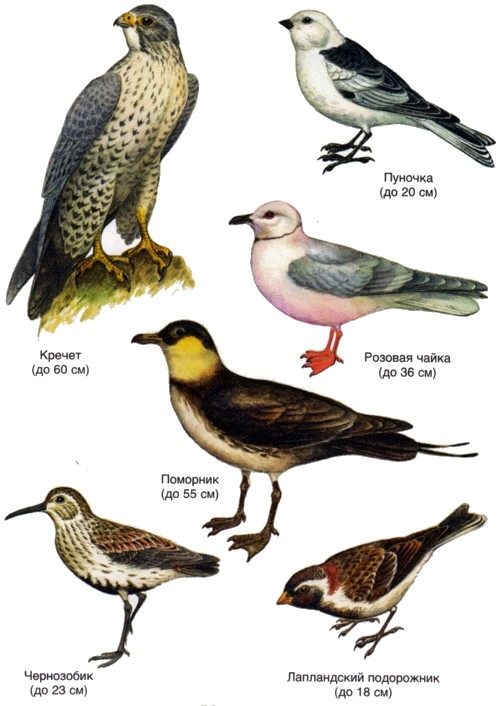 Пуночка
(до 20 см)
Кречет
(до 60 см)
Розовая чайка
(до 36 см)
Поморник
(до 55 см)
Чернозобик
(до 23 см)
Лапландский подорожник
(до 18 см)